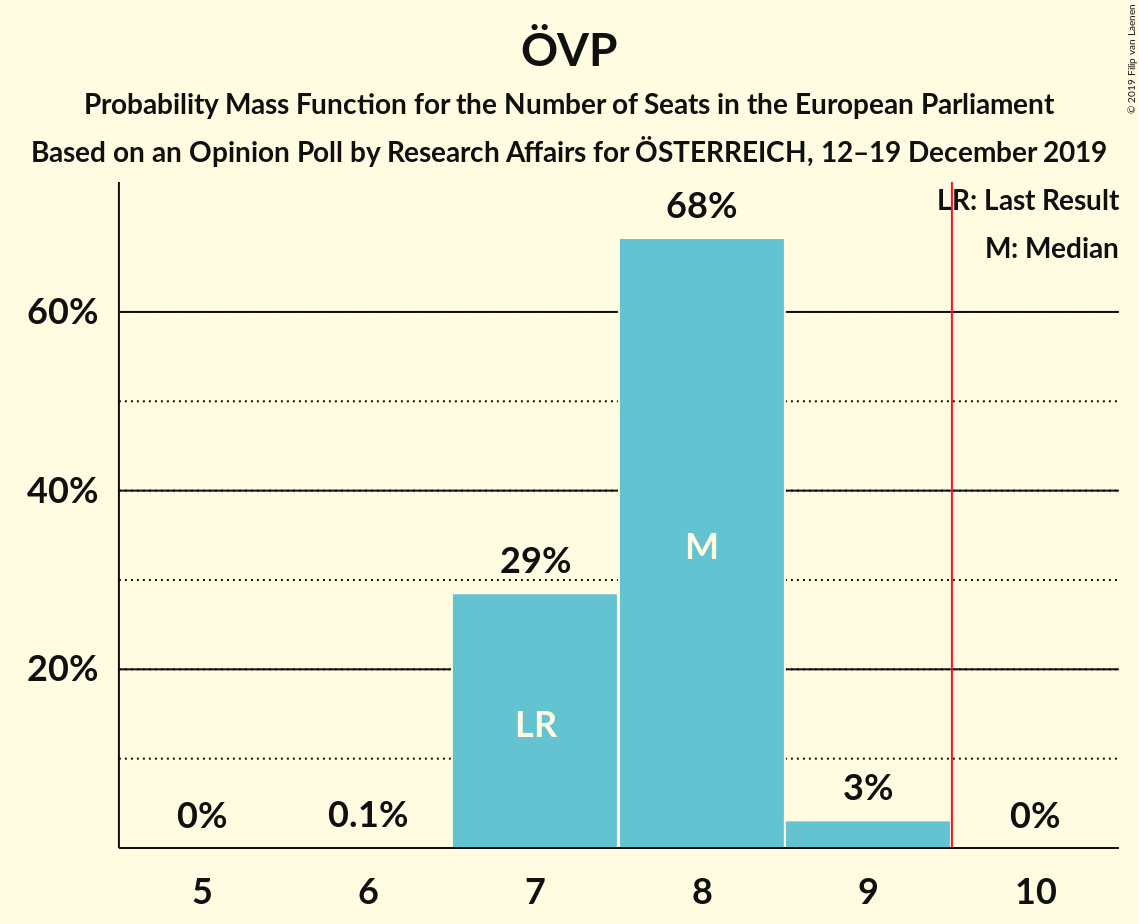 ÖVP
Probability Mass Function for the Number of Seats in the European Parliament
Based on an Opinion Poll by Research Affairs for ÖSTERREICH, 12–19 December 2019
© 2019 Filip van Laenen
LR: Last Result
M: Median
68%
60%
40%
29%
M
20%
LR
0%
0.1%
3%
0%
5 6 7 8 9 10